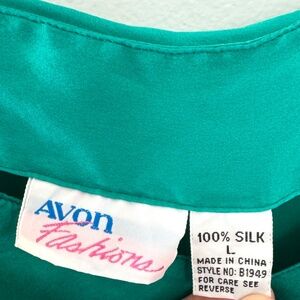 AVON
Fashions
100% SILK
L
MADE IN CHINA
STYLE NO: B1949
FOR CARE SEE
REVERSE